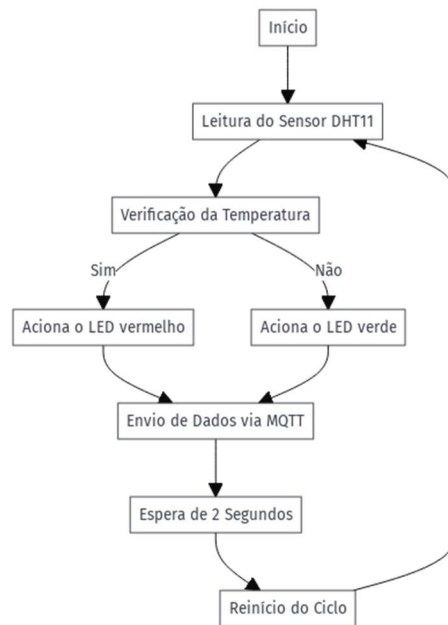 Início
Leitura do Sensor DHT11
Verificação da Temperatura
Sim
Não
Aciona o LED vermelho
Aciona o LED verde
Envio de Dados via MQTT
Espera de 2 Segundos
Reinício do Ciclo